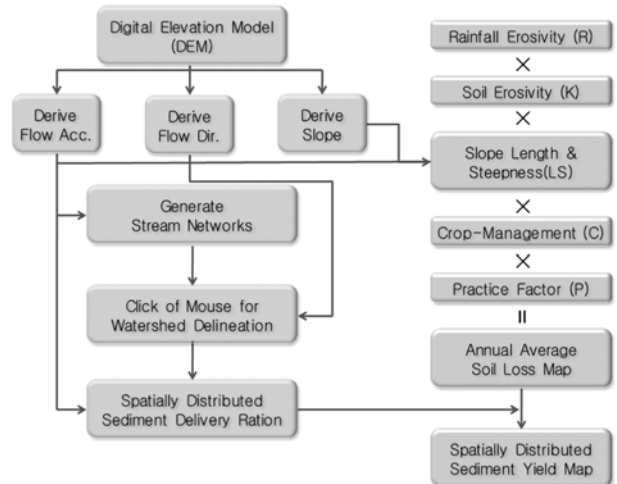 Digital Elevation Model
(DEM)
Derive
Flow Acc.
Derive
Flow Dir.
Derive
Slope
Generate
Stream Networks
Click of Mouse for
Watershed Delineation
Spatially Distributed
Sediment Delivery Ration
Rainfall Erosivity (R)
×
Soil Erosivity (K)
×
Slope Length &
Steepness(LS)
×
Crop-Management (C)
×
Practice Factor (P)
=
Annual Average
Soil Loss Map
Spatially Distributed
Sediment Yield Map